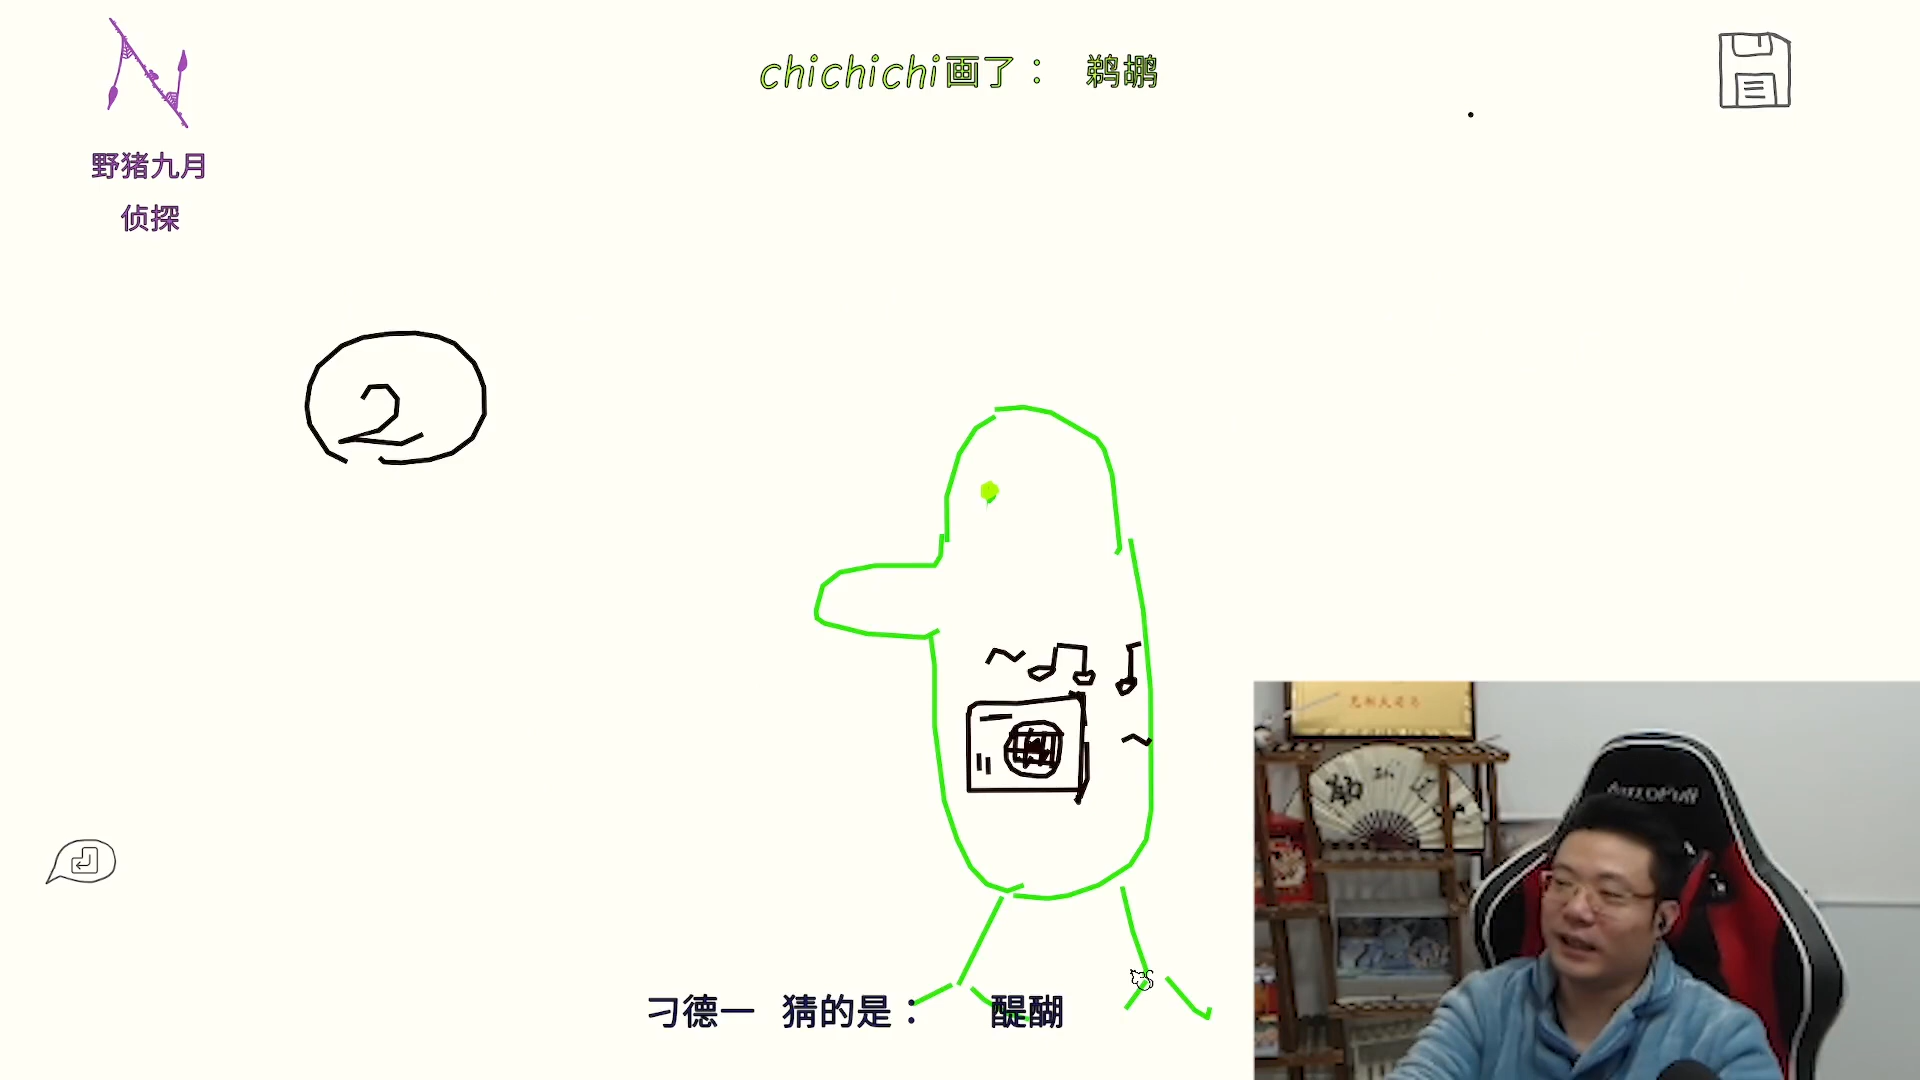 chichichi画了： 鹈鹕
野猪九月
侦探
2
刁德一 猜的是： 醍醐